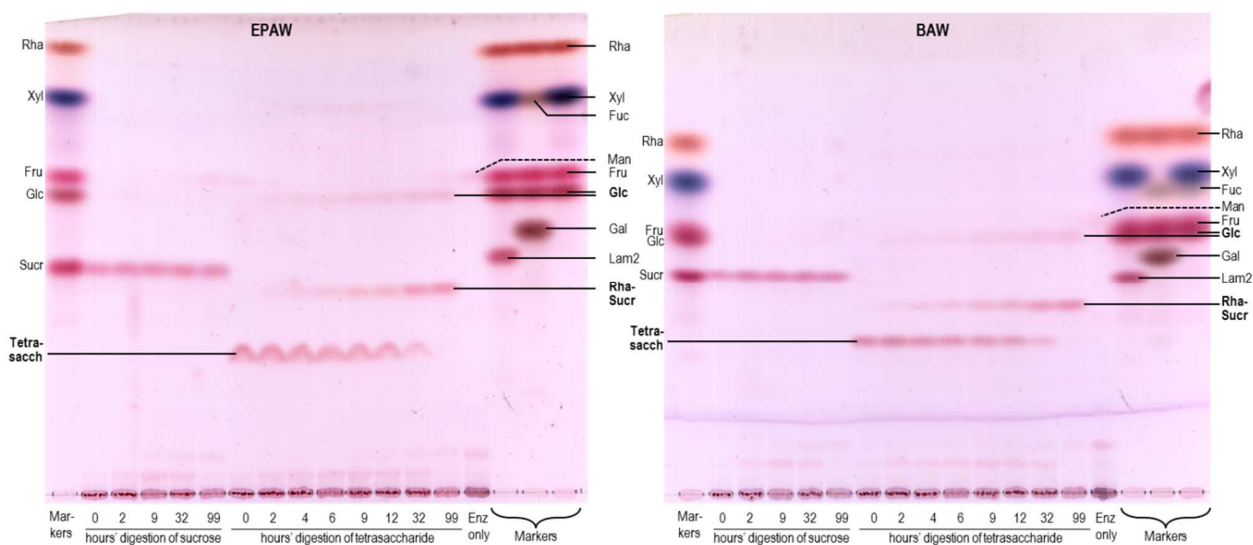 EPAW
Rha
Xyl
Fru
Glc
Sucr
Tetra-
sacch
Rha
Xyl
Fuc
Man
Fru
Glc
Gal
Lam2
Rha-
Sucr
Mar-
kers
0 2 9 32 99
hours' digestion of sucrose
0 2 4 6 9 12 32 99
hours' digestion of tetrasaccharide
Enz
only
Markers
BAW
Rha
Xyl
Fru
Glc
Sucr
Tetra-
sacch
Rha
Xyl
Fuc
Man
Fru
Glc
Gal
Lam2
Rha-
Sucr
Mar-
kers
0 2 9 32 99
hours' digestion of sucrose
0 2 4 6 9 12 32 99
hours' digestion of tetrasaccharide
Enz
only
Markers